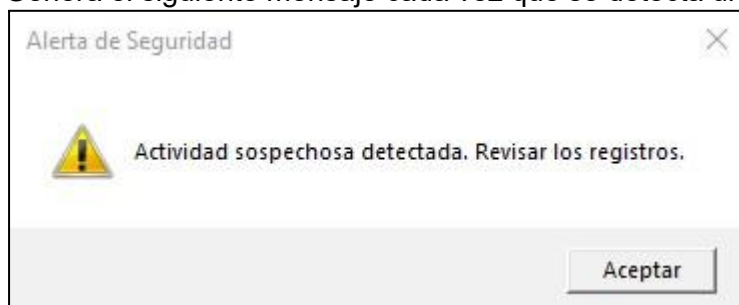 Genera el siguiente mensaje cada vez que se detecta
Alerta de Seguridad
Actividad sospechosa detectada. Revisar los registros.
Aceptar